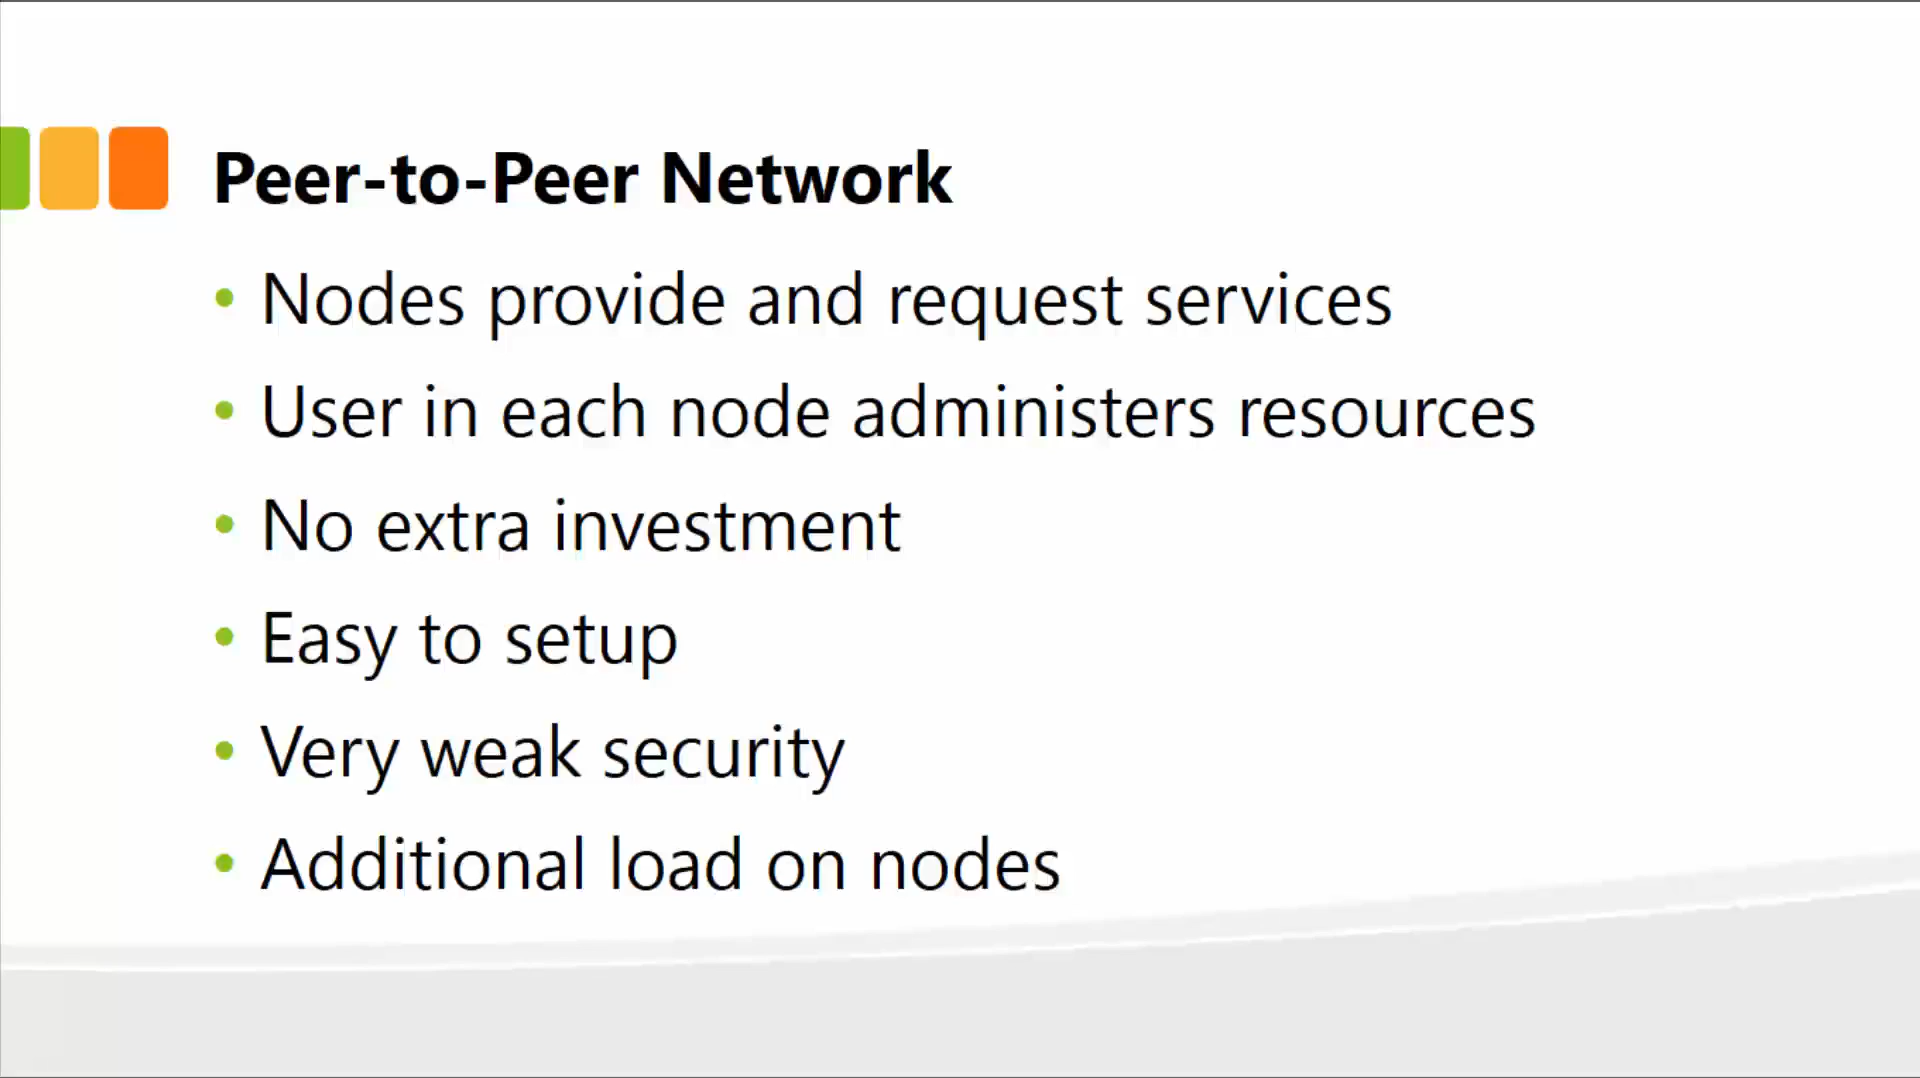 Peer-to-Peer Network
• Nodes provide and request services
• User in each node administers resources
• No extra investment
• Easy to setup
• Very weak security
• Additional load on nodes